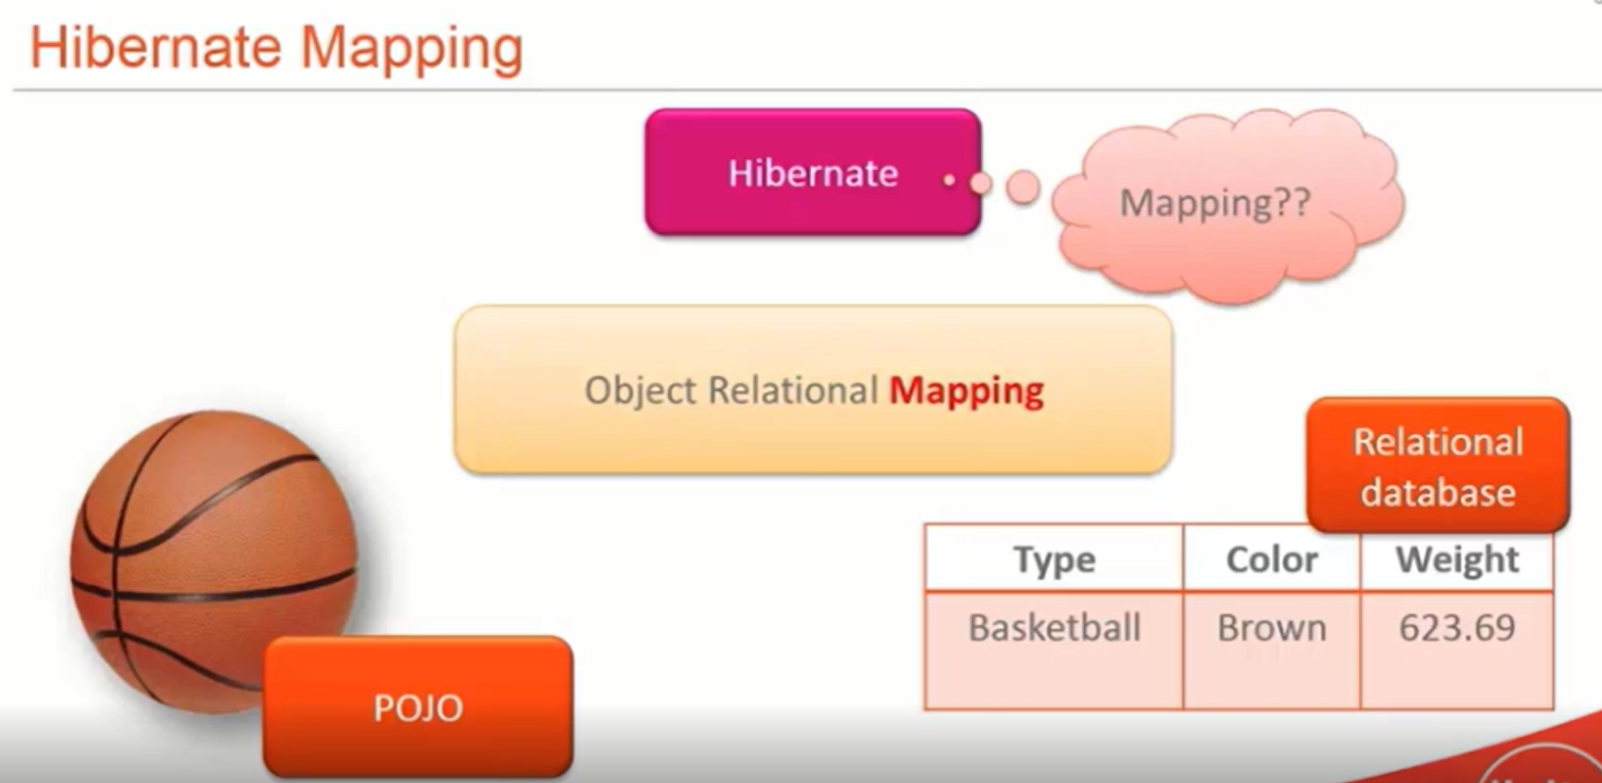 Hibernate Mapping
Hibernate
Mapping??
Object Relational Mapping
Relational
database
Type Color Weight
Basketball Brown 623.69
POJO